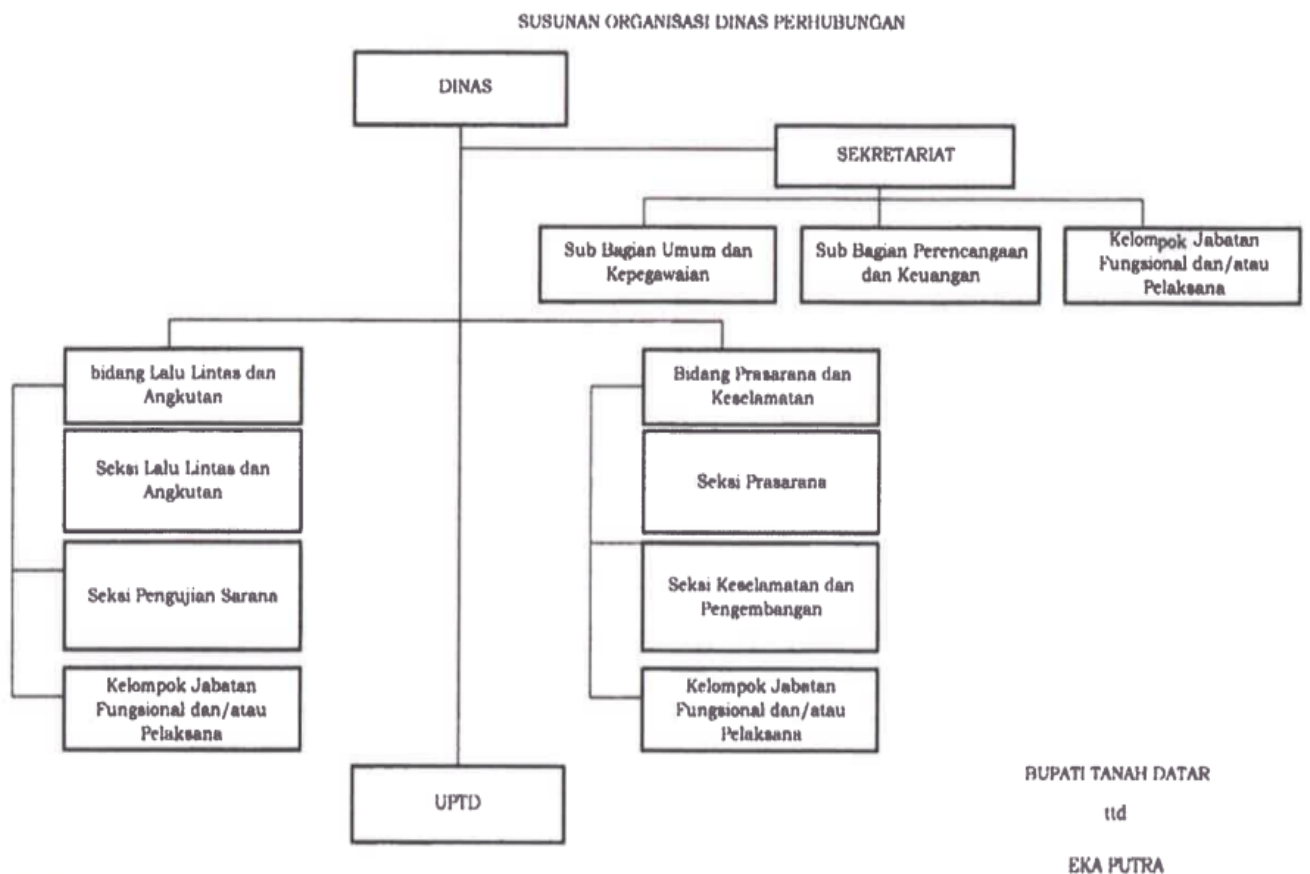 SUSUNAN ORGANISASI DINAS PERHUBUNGAN
DINAS
SEKRETARIAT
Sub Bagian Umum dan
Kepegawaian
Sub Bagian Perencangaan
dan Keuangan
Kelompok Jabatan
Fungsional dan/atau
Pelaksana
bidang Lalu Lintas dan
Angkutan
Bidang Prasarana dan
Keselamatan
Seksi Lalu Lintas dan
Angkutan
Seksi Prasarana
Seksi Pengujian Sarana
Seksi Keselamatan dan
Pengembangan
Kelompok Jabatan
Fungsional dan/atau
Pelaksana
Kelompok Jabatan
Fungsional dan/atau
Pelaksana
UPTD
BUPATI TANAH DATAR
ttd
EKA PUTRA